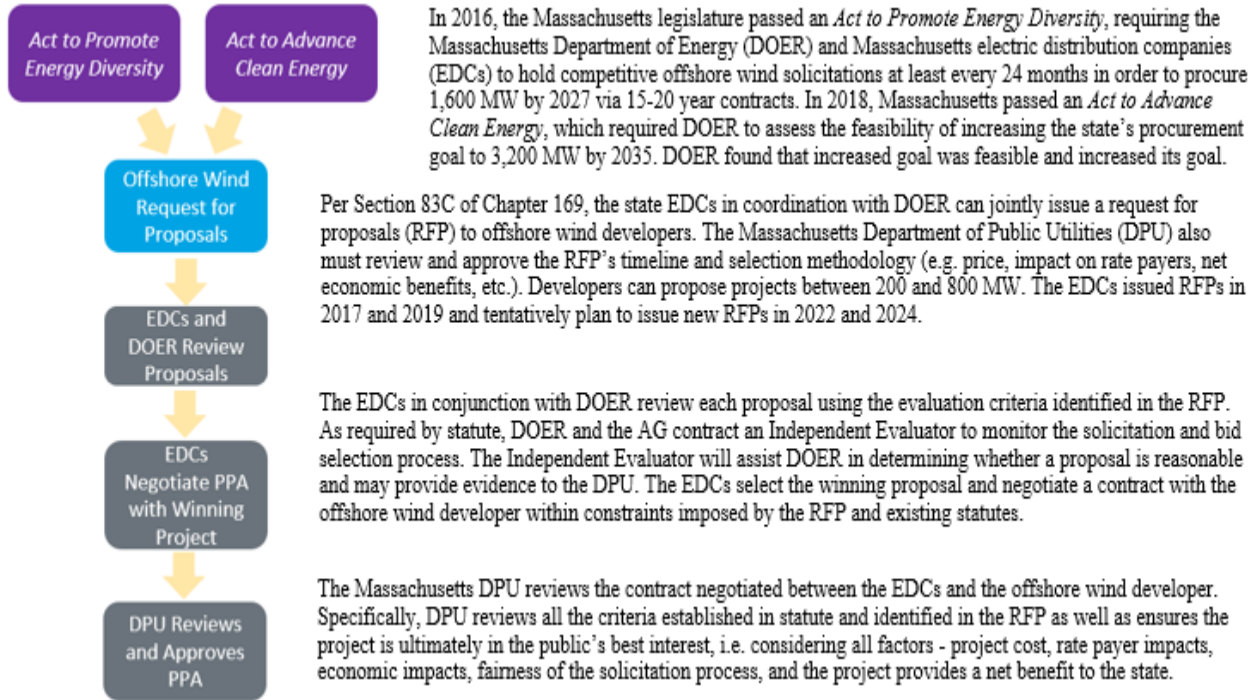 Act to Promote
Energy Diversity
Act to Advance
Clean Energy
In 2016, the Massachusetts legislature passed an Act to Promote Energy Diversity, requiring the
Massachusetts Department of Energy (DOER) and Massachusetts electric distribution companies
(EDCs) to hold competitive offshore wind solicitations at least every 24 months in order to procure
1,600 MW by 2027 via 15-20 year contracts. In 2018, Massachusetts passed an Act to Advance
Clean Energy, which required DOER to assess the feasibility of increasing the state's procurement
goal to 3,200 MW by 2035. DOER found that increased goal was feasible and increased its goal.
Offshore Wind
Request for
Proposals
Per Section 83C of Chapter 169, the state EDCs in coordination with DOER can jointly issue a request for
proposals (RFP) to offshore wind developers. The Massachusetts Department of Public Utilities (DPU) also
must review and approve the RFP's timeline and selection methodology (e.g. price, impact on rate payers, net
economic benefits, etc.). Developers can propose projects between 200 and 800 MW. The EDCs issued RFPs in
2017 and 2019 and tentatively plan to issue new RFPs in 2022 and 2024.
EDCs and
DOER Review
Proposals
The EDCs in conjunction with DOER review each proposal using the evaluation criteria identified in the RFP.
As required by statute, DOER and the AG contract an Independent Evaluator to monitor the solicitation and bid
selection process. The Independent Evaluator will assist DOER in determining whether a proposal is reasonable
and may provide evidence to the DPU. The EDCs select the winning proposal and negotiate a contract with the
offshore wind developer within constraints imposed by the RFP and existing statutes.
EDCs
Negotiate PPA
with Winning
Project
The Massachusetts DPU reviews the contract negotiated between the EDCs and the offshore wind developer.
Specifically, DPU reviews all the criteria established in statute and identified in the RFP as well as ensures the
project is ultimately in the public's best interest, i.e. considering all factors - project cost, rate payer impacts,
economic impacts, fairness of the solicitation process, and the project provides a net benefit to the state.
DPU Reviews
and Approves
PPA